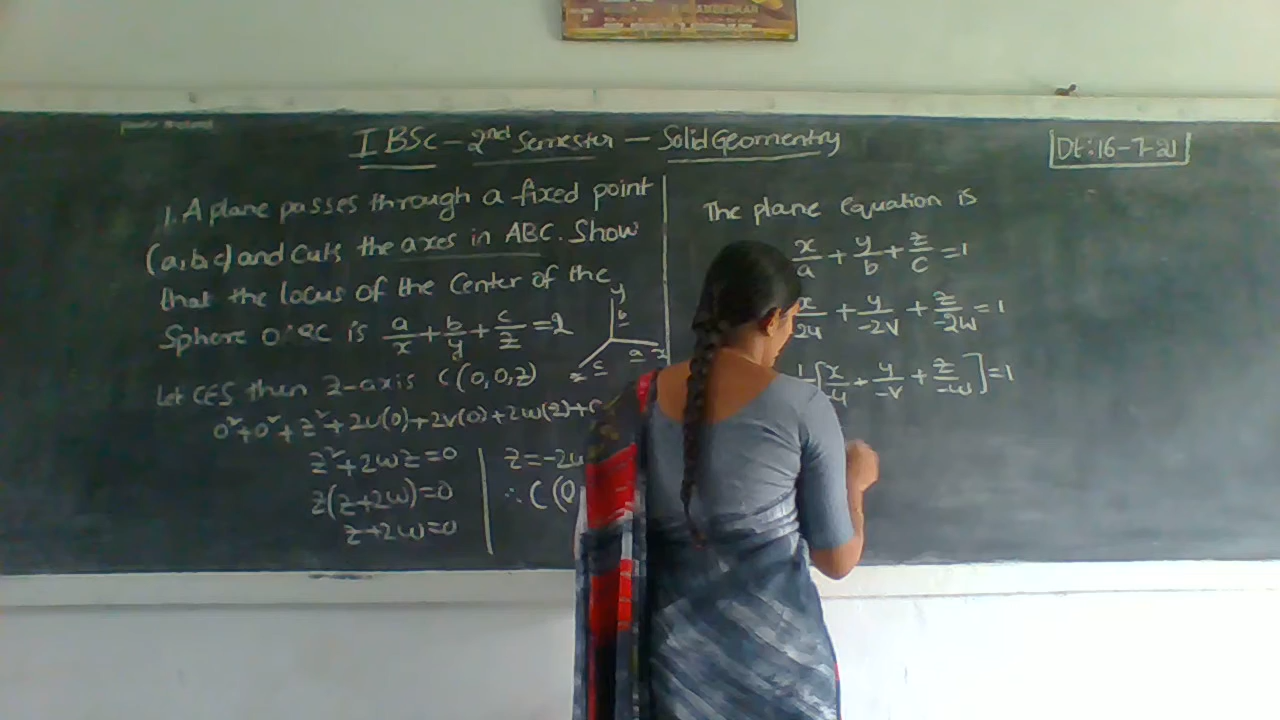 I BSc - 2nd Semester - Solid Geomentry
Dt: 16-7-21
1. A plane passes through a fixed point
(a,b,c) and cuts the axes in ABC. Show
that the locus of the Center of the
Sphere OABC is a/x + b/y + c/z = 2
y
b
a
x
c
z
Let C∈S then z-axis C(0,0,z)
0²+0²+z²+2u(0)+2v(0)+2w(z)+
z²+2wz=0
z(z+2w)=0
z+2w=0
z=-2w
∴ C(0
The plane equation is
x/a + y/b + z/c = 1
x/-2u + y/-2v + z/-2w = 1
1/2[x/-u + y/-v + z/-w] = 1